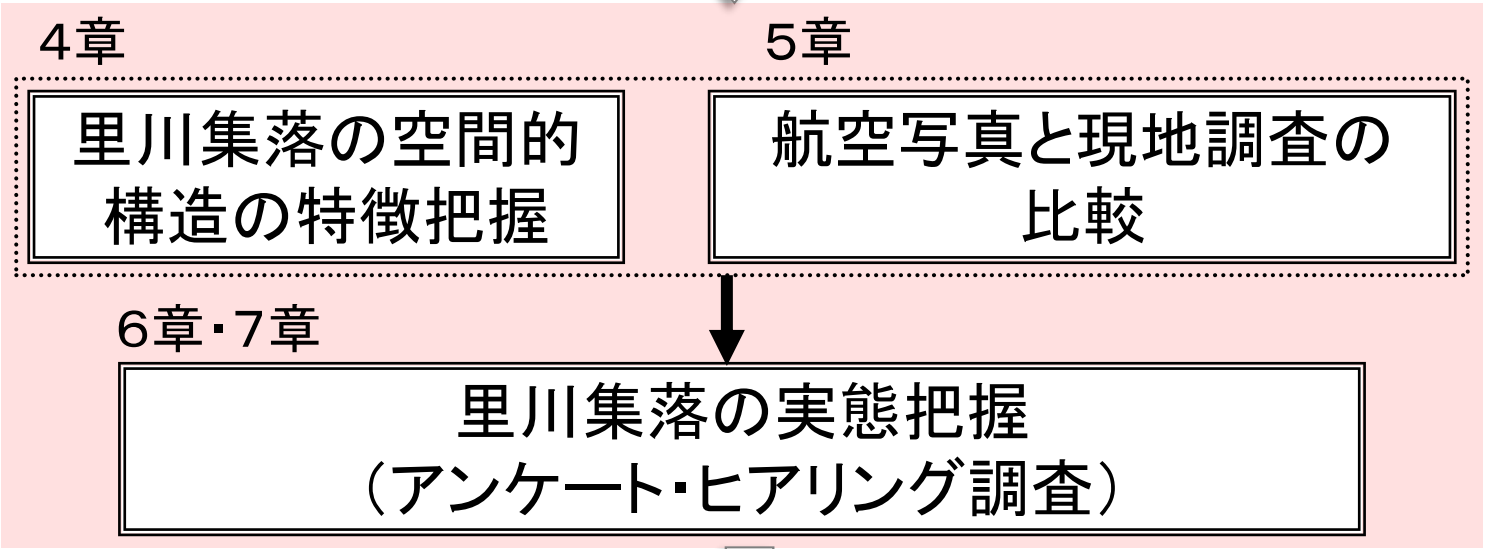 4章
5章
里川集落の空間的
構造の特徴把握
航空写真と現地調査の
比較
6章・7章
里川集落の実態把握
（アンケート・ヒアリング調査）